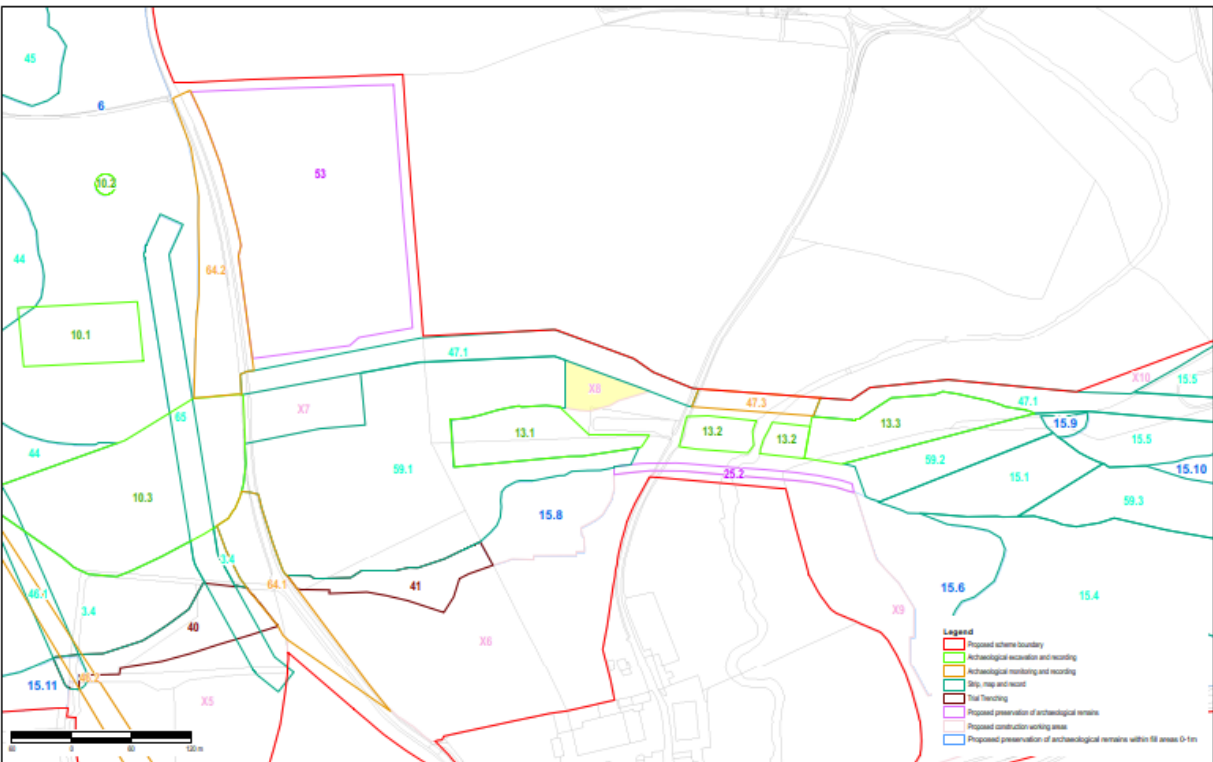 45
6
53
10.2
44
64.2
10.1
47.1
X8
X7
47.3
X10
15.5
47.1
65
13.1
13.2
13.2
13.3
15.9
15.5
44
59.1
59.2
15.10
10.3
25.2
15.1
59.3
15.8
3.4
64.1
41
15.6
15.4
46.1
3.4
40
X6
X9
15.11
X5
Legend
Proposed scheme boundary
Archaeological excavation and recording
Archaeological monitoring and recording
Strip, map and record
Trial Trenching
Proposed preservation of archaeological remains
Proposed construction working areas
Proposed preservation of archaeological remains within fill areas 0-1m
60 0 60 120 m